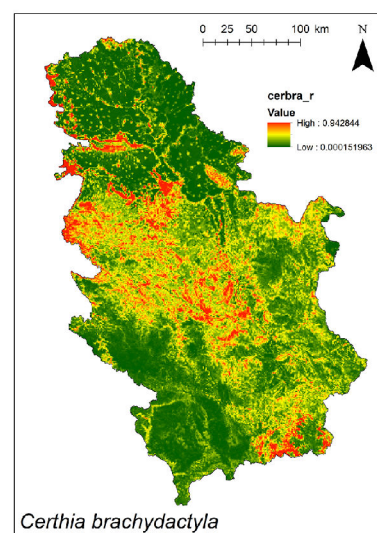 0 25 50 100 km
N
cerbra_r
Value
High : 0.942844
Low : 0.000151963
Certhia brachydactyla